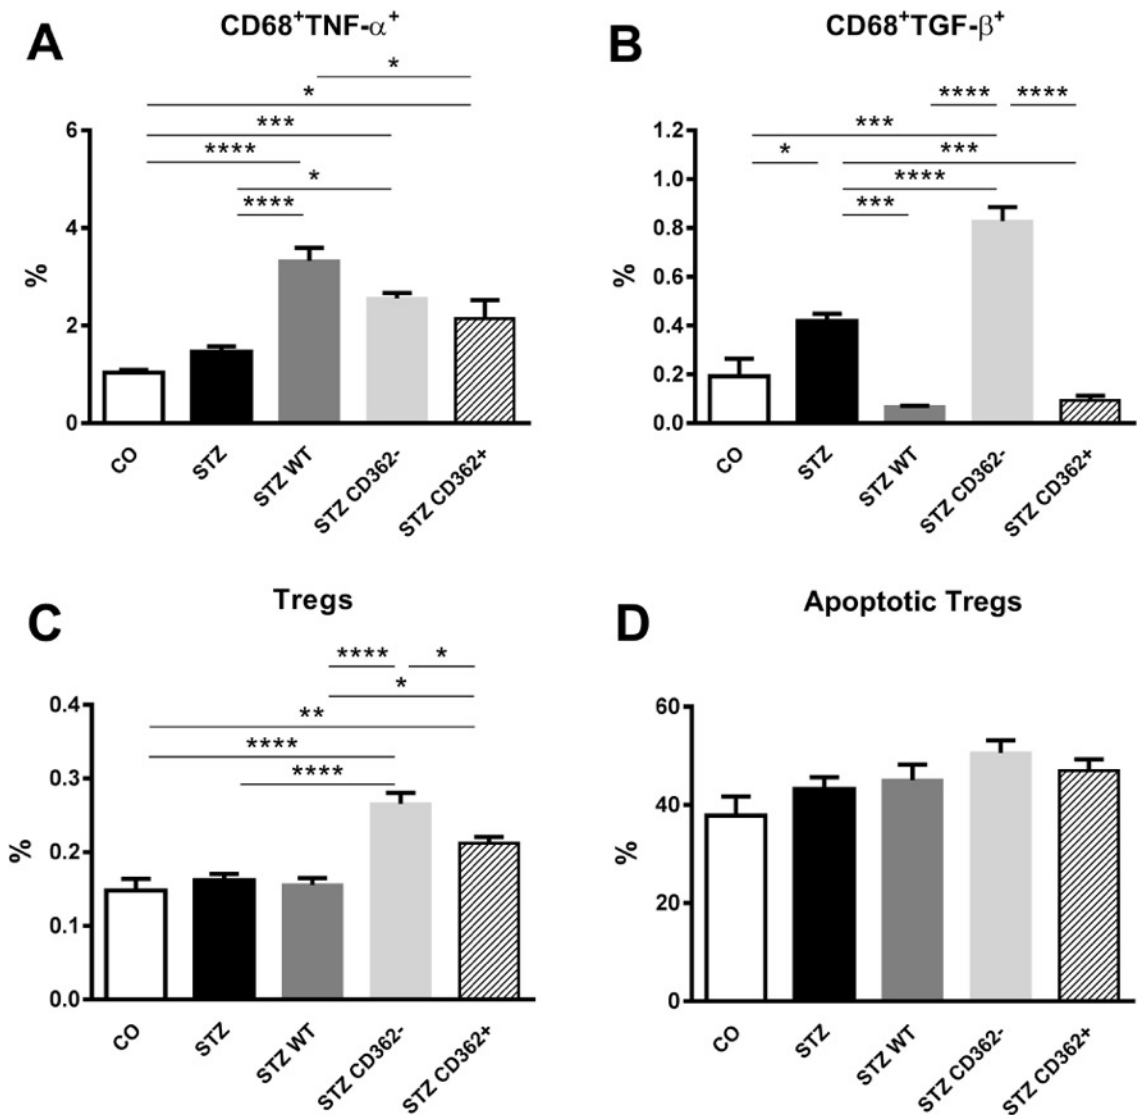 A
CD68⁺TNF-α⁺
*
*
***
****
*
****
6
4
2
0
%
CO
STZ
STZ WT
STZ CD362-
STZ CD362+
B
CD68⁺TGF-β⁺
**** ****
***
* ***
****
***
1.2
1.0
0.8
0.6
0.4
0.2
0.0
%
CO
STZ
STZ WT
STZ CD362-
STZ CD362+
C
Tregs
**** *
*
**
****
****
0.4
0.3
0.2
0.1
0.0
%
CO
STZ
STZ WT
STZ CD362-
STZ CD362+
D
Apoptotic Tregs
60
40
20
0
%
CO
STZ
STZ WT
STZ CD362-
STZ CD362+